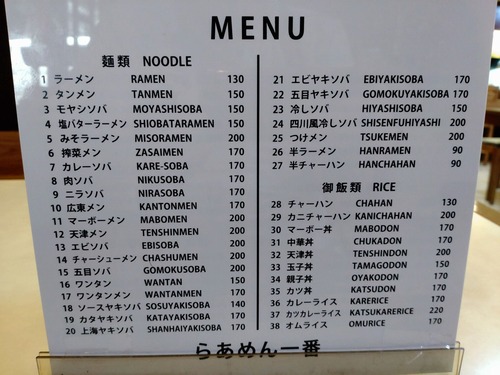 MENU
麺類 NOODLE
1 ラーメン RAMEN 130
2 タンメン TANMEN 150
3 モヤシソバ MOYASHISOBA 150
4 塩バターラーメン SHIOBATARAMEN 150
5 みそラーメン MISORAMEN 200
6 搾菜メン ZASAIMEN 170
7 カレーソバ KARE-SOBA 170
8 肉ソバ NIKUSOBA 170
9 ニラソバ NIRASOBA 170
10 広東メン KANTONMEN 170
11 マーボーメン MABOMEN 200
12 天津メン TENSHINMEN 200
13 エビソバ EBISOBA 200
14 チャーシューメン CHASHUMEN 200
15 五目ソバ GOMOKUSOBA 200
16 ワンタン WANTAN 150
17 ワンタンメン WANTANMEN 170
18 ソースヤキソバ SOSUYAKISOBA 140
19 カタヤキソバ KATAYAKISOBA 170
20 上海ヤキソバ SHANHAIYAKISOBA 170
21 エビヤキソバ EBIYAKISOBA 170
22 五目ヤキソバ GOMOKUYAKISOBA 170
23 冷しソバ HIYASHISOBA 150
24 四川風冷しソバ SHISENFUHIYASHI 200
25 つけメン TSUKEMEN 200
26 半ラーメン HANRAMEN 90
27 半チャーハン HANCHAHAN 90
御飯類 RICE
28 チャーハン CHAHAN 130
29 カニチャーハン KANICHAHAN 200
30 マーボ丼 MABODON 170
31 中華丼 CHUKADON 170
32 天津丼 TENSHINDON 200
33 玉子丼 TAMAGODON 150
34 親子丼 OYAKODON 170
35 カツ丼 KATSUDON 170
36 カレーライス KARERICE 170
37 カツカレーライス KATSUKARERICE 220
38 オムライス OMURICE 170
らあめん一番